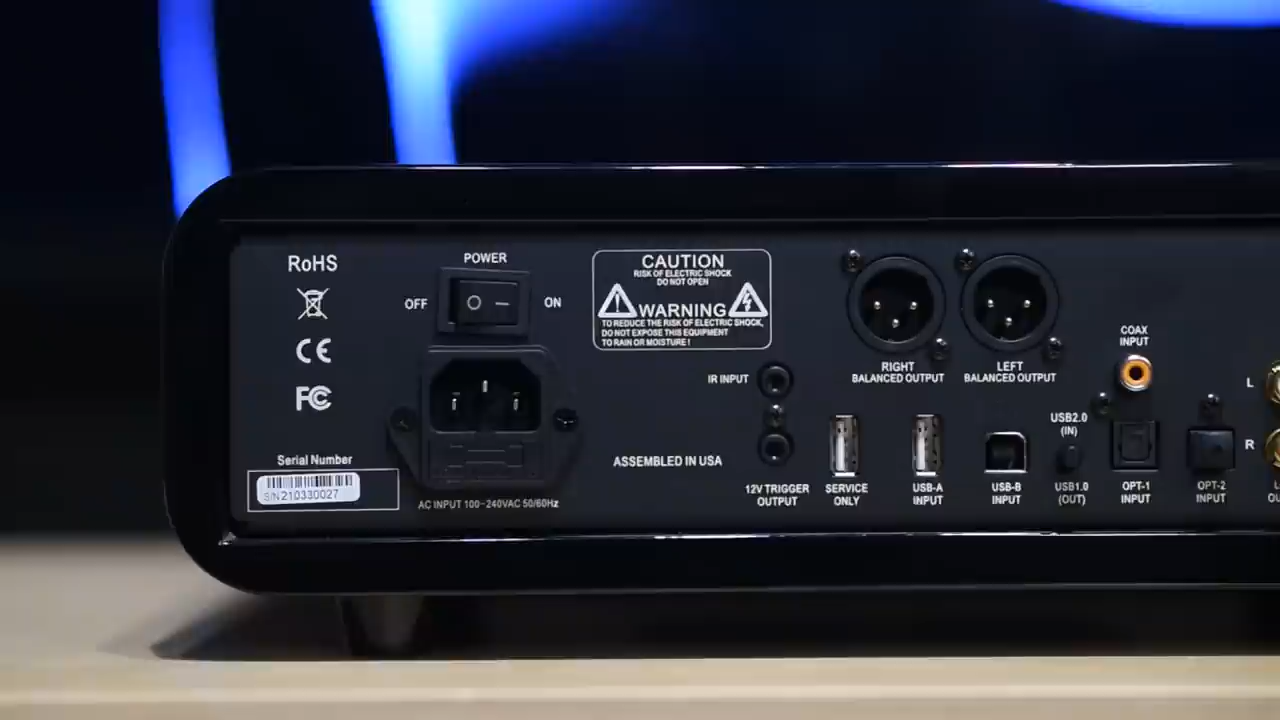 RoHS
CE
FC
Serial Number
S/N210330027
POWER
OFF
ON
AC INPUT 100~240VAC 50/60Hz
CAUTION
RISK OF ELECTRIC SHOCK
DO NOT OPEN
WARNING
TO REDUCE THE RISK OF ELECTRIC SHOCK,
DO NOT EXPOSE THIS EQUIPMENT
TO RAIN OR MOISTURE !
ASSEMBLED IN USA
IR INPUT
12V TRIGGER
OUTPUT
RIGHT
BALANCED OUTPUT
LEFT
BALANCED OUTPUT
SERVICE
ONLY
USB-A
INPUT
USB-B
INPUT
USB2.0
(IN)
USB1.0
(OUT)
COAX
INPUT
OPT-1
INPUT
OPT-2
INPUT
L
R